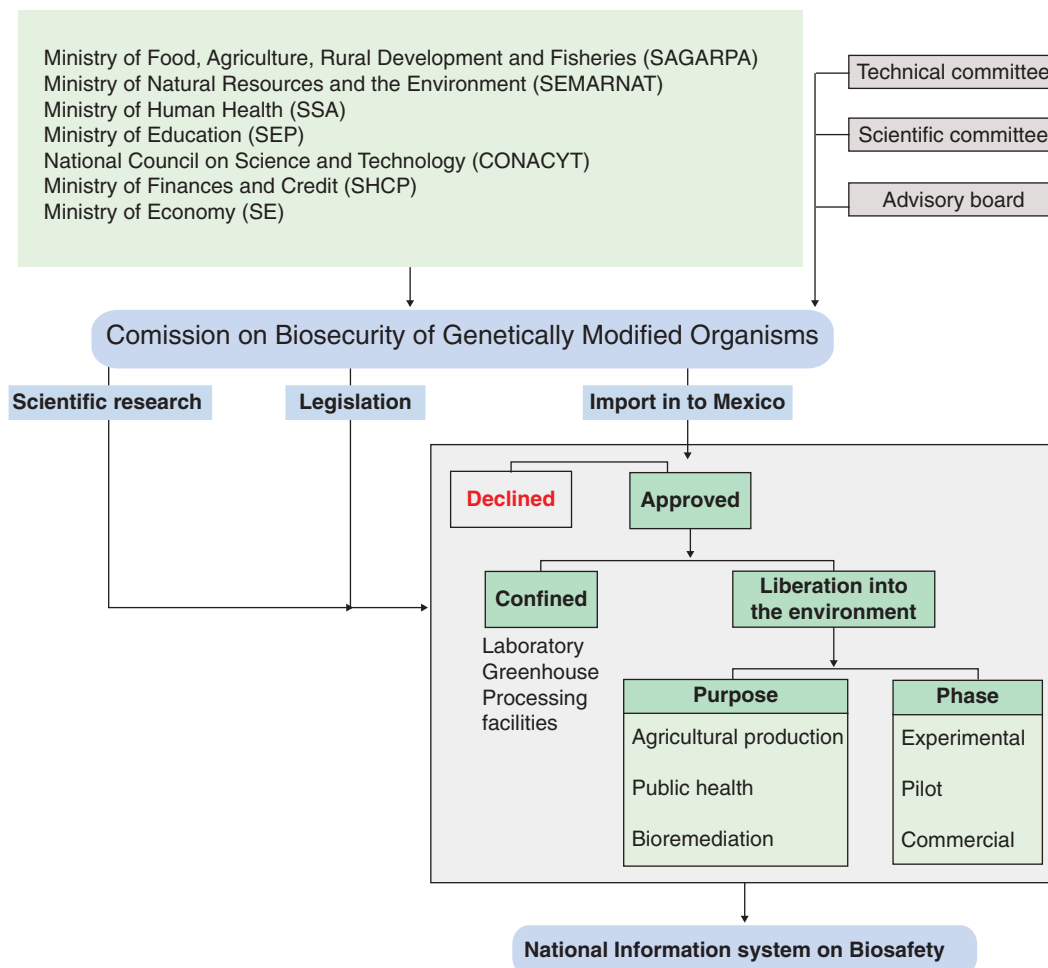 Ministry of Food, Agriculture, Rural Development and Fisheries (SAGARPA)
Ministry of Natural Resources and the Environment (SEMARNAT)
Ministry of Human Health (SSA)
Ministry of Education (SEP)
National Council on Science and Technology (CONACYT)
Ministry of Finances and Credit (SHCP)
Ministry of Economy (SE)
Technical committee
Scientific committee
Advisory board
Comission on Biosecurity of Genetically Modified Organisms
Scientific research
Legislation
Import in to Mexico
Declined
Approved
Confined
Laboratory
Greenhouse
Processing
facilities
Liberation into
the environment
Purpose
Agricultural production
Public health
Bioremediation
Phase
Experimental
Pilot
Commercial
National Information system on Biosafety